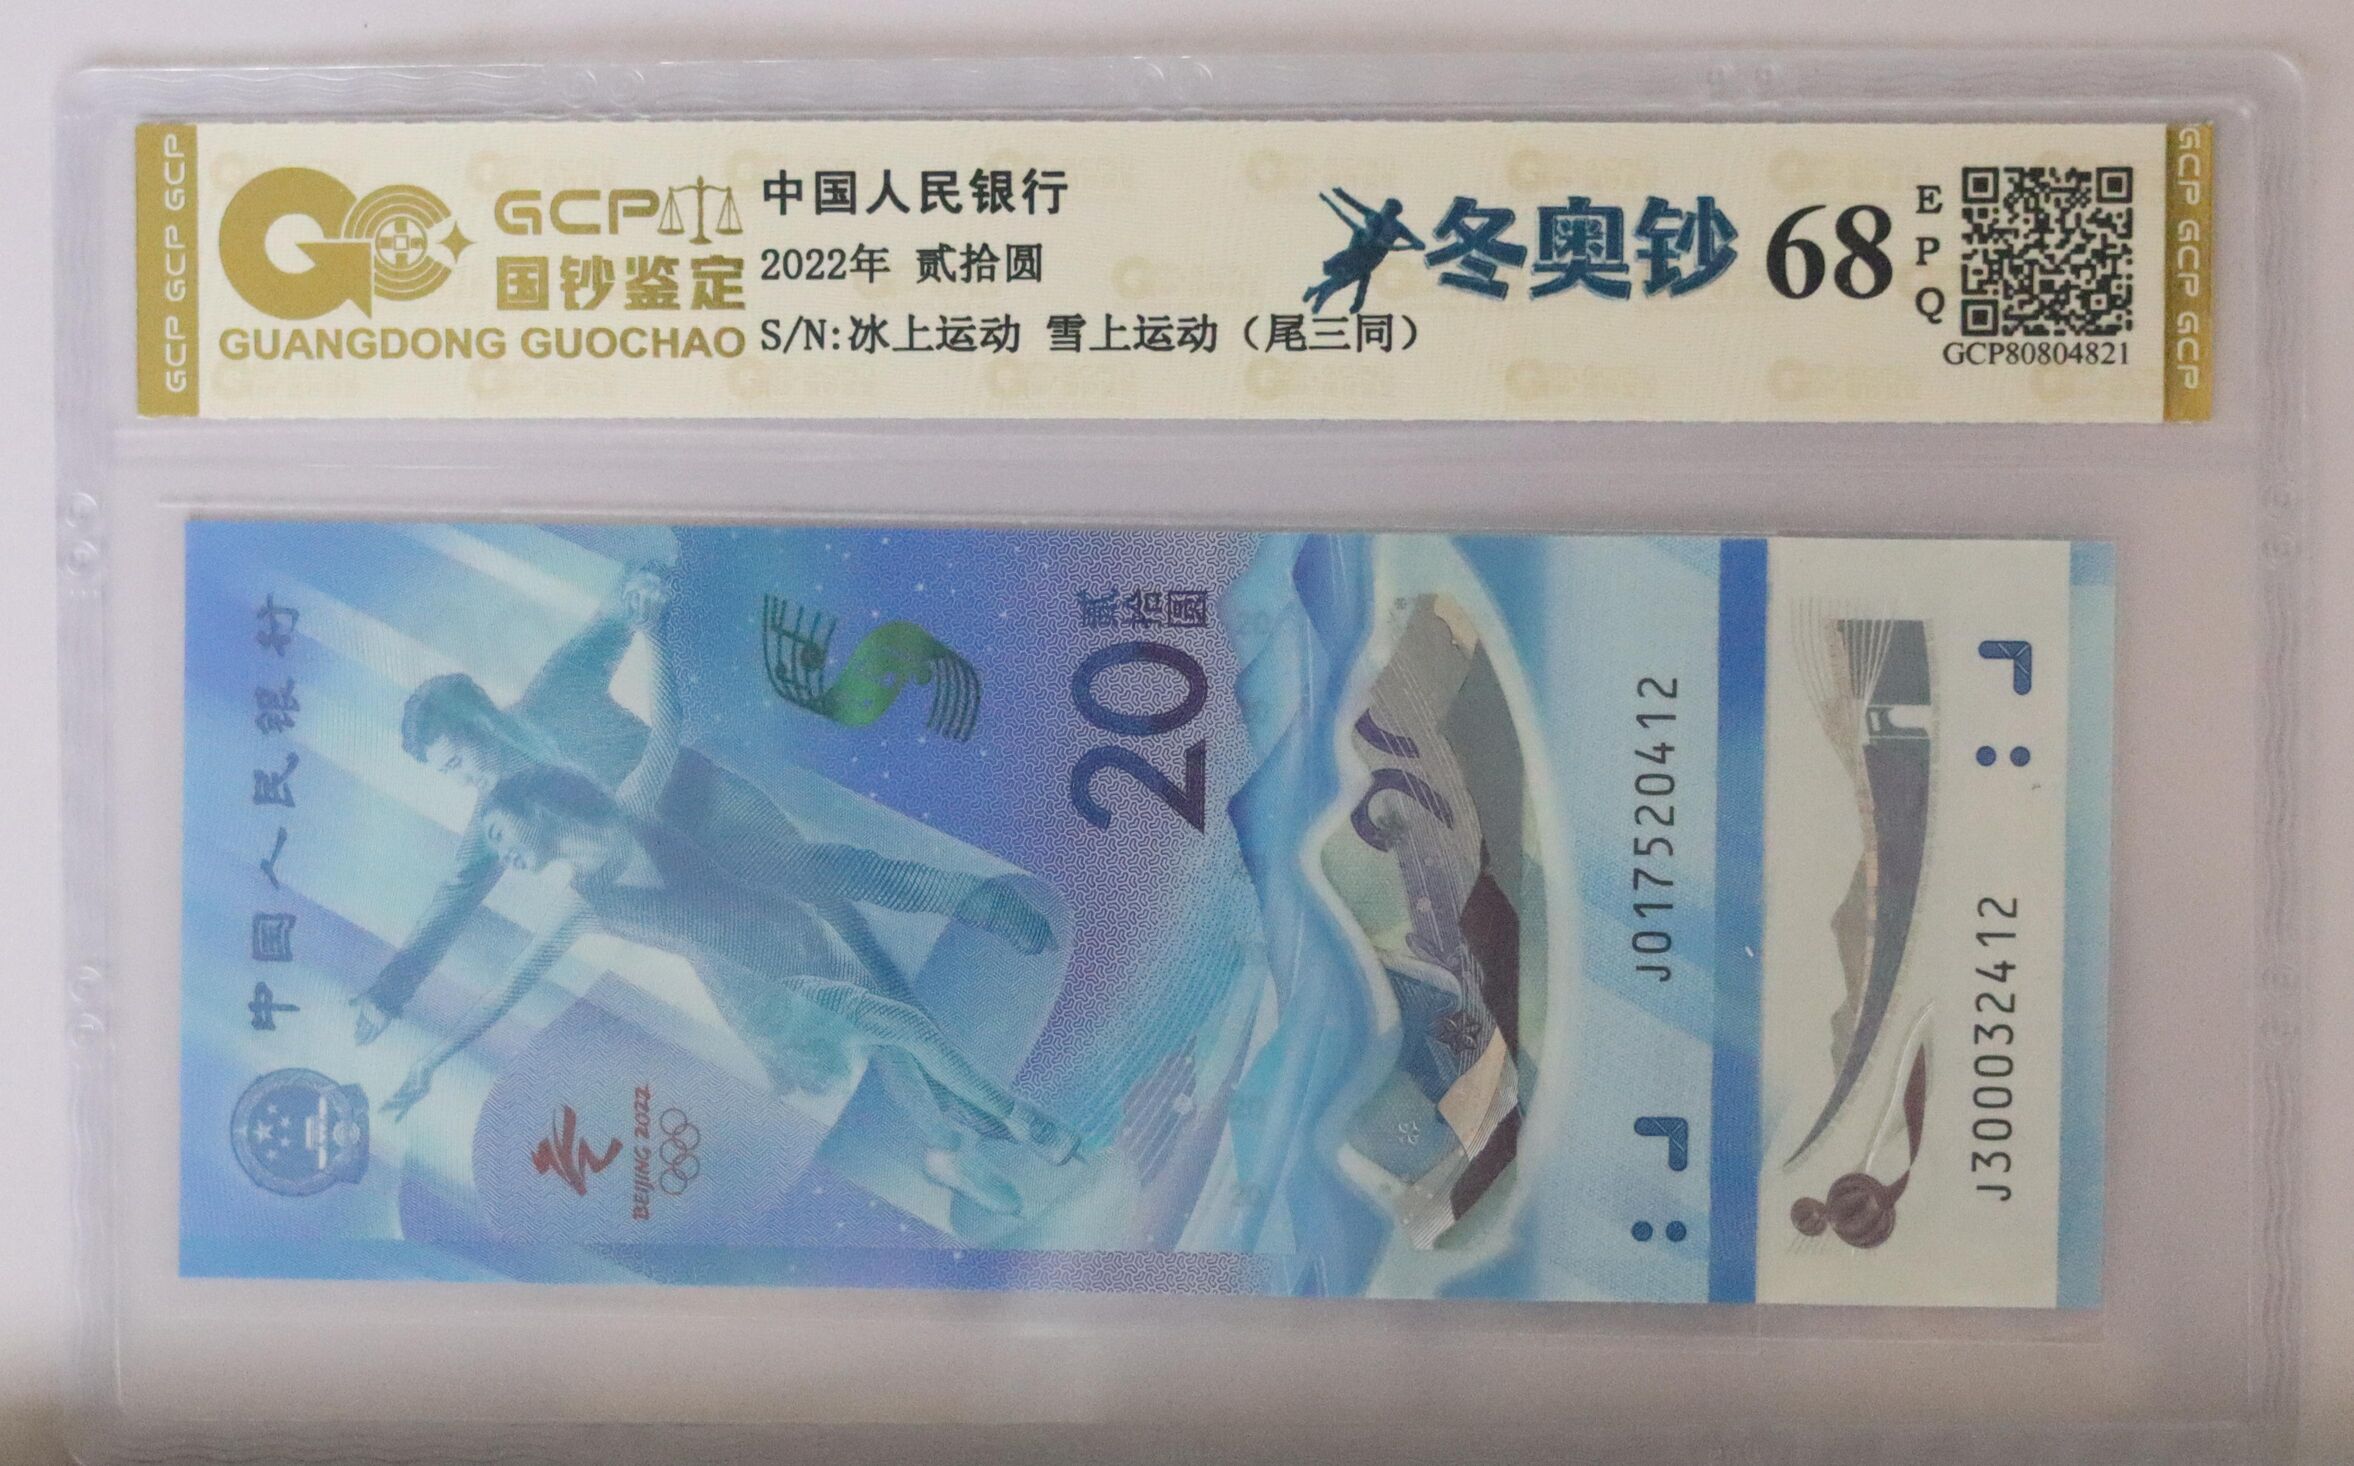 GCP GCP GCP
GCP
国钞鉴定
GUANGDONG GUOCHAO
中国人民银行
2022年 贰拾圆
S/N:冰上运动 雪上运动（尾三同）
冬奥钞
68
EPQ
GCP80804821
GCP GCP GCP
中国人民银行
BEIJING 2022
贰拾圆
20
J017520412
J300032412